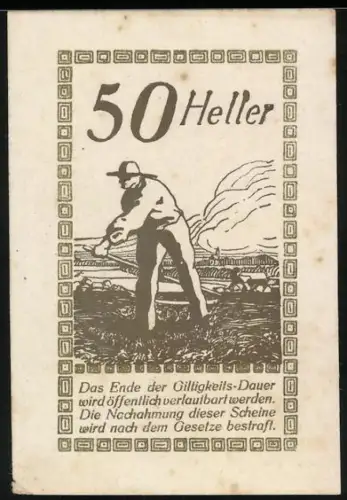 50 Heller
Das Ende der Giltigkeits-Dauer
wird öffentlich verlautbart werden.
Die Nachahmung dieser Scheine
wird nach dem Gesetze bestraft.